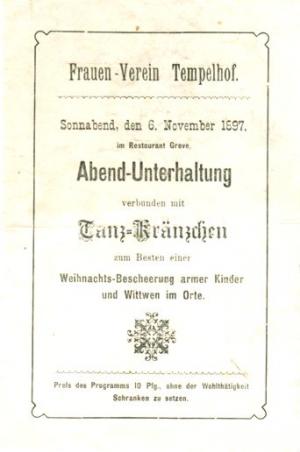 Frauen-Verein Tempelhof.
Sonnabend, den 6. November 1897,
im Restaurant Greve,
Abend-Unterhaltung
verbunden mit
Tanz-Kränzchen
zum Besten einer
Weihnachts-Bescheerung armer Kinder
und Wittwen im Orte.
Preis des Programms 10 Pfg., ohne der Wohlthätigkeit
Schranken zu setzen.